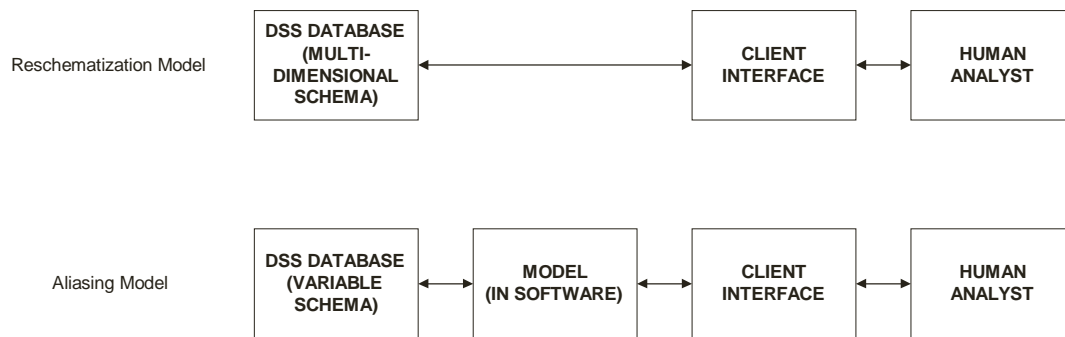 Reschematization Model
DSS DATABASE
(MULTI-
DIMENSIONAL
SCHEMA)
CLIENT
INTERFACE
HUMAN
ANALYST
Aliasing Model
DSS DATABASE
(VARIABLE
SCHEMA)
MODEL
(IN SOFTWARE)
CLIENT
INTERFACE
HUMAN
ANALYST